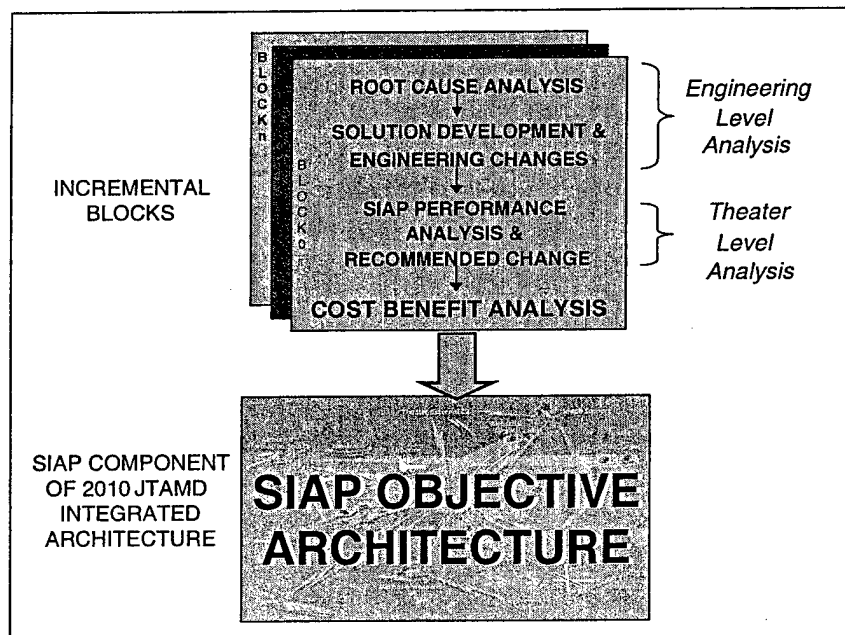 BLOCKn
ROOT CAUSE ANALYSIS
SOLUTION DEVELOPMENT &
ENGINEERING CHANGES
SIAP PERFORMANCE
ANALYSIS &
RECOMMENDED CHANGE
COST BENEFIT ANALYSIS
Engineering
Level
Analysis
Theater
Level
Analysis
INCREMENTAL
BLOCKS
SIAP COMPONENT
OF 2010 JTAMD
INTEGRATED
ARCHITECTURE
SIAP OBJECTIVE
ARCHITECTURE